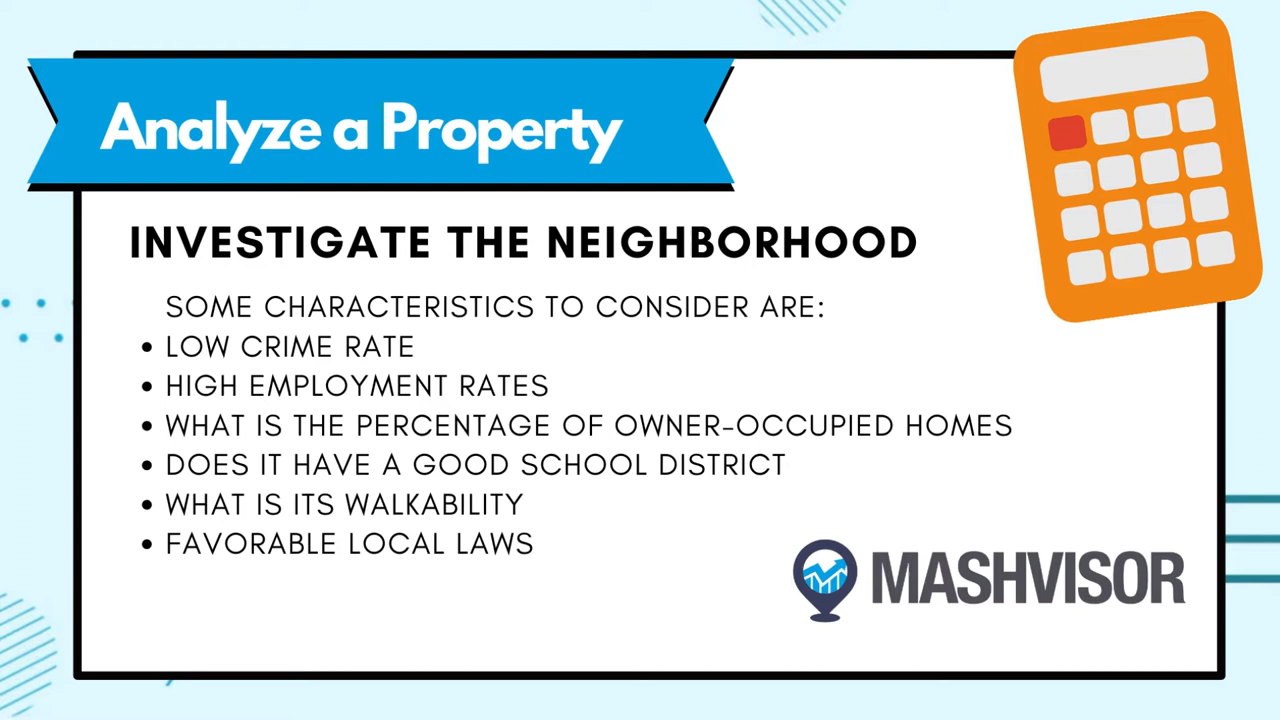 Analyze a Property
INVESTIGATE THE NEIGHBORHOOD
SOME CHARACTERISTICS TO CONSIDER ARE:
• LOW CRIME RATE
• HIGH EMPLOYMENT RATES
• WHAT IS THE PERCENTAGE OF OWNER-OCCUPIED HOMES
• DOES IT HAVE A GOOD SCHOOL DISTRICT
• WHAT IS ITS WALKABILITY
• FAVORABLE LOCAL LAWS
MASHVISOR